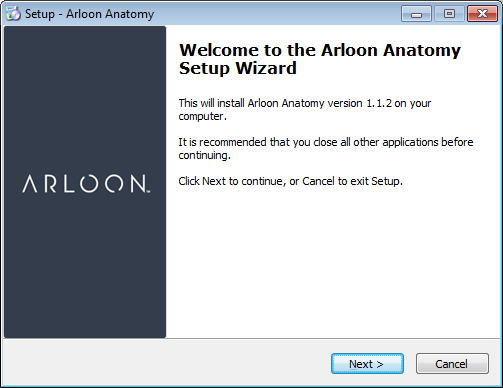 Setup - Arloon Anatomy
Welcome to the Arloon Anatomy
Setup Wizard
This will install Arloon Anatomy version 1.1.2 on your
computer.
It is recommended that you close all other applications before
continuing.
Click Next to continue, or Cancel to exit Setup.
ARLOON™
Next >
Cancel